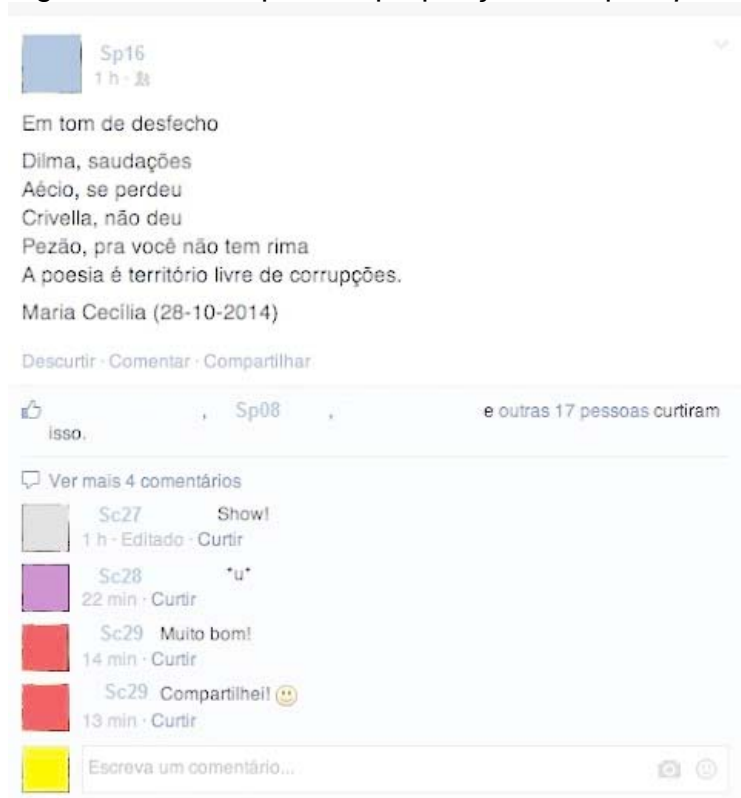 Sp16
1 h
Em tom de desfecho
Dilma, saudações
Aécio, se perdeu
Crivella, não deu
Pezão, pra você não tem rima
A poesia é território livre de corrupções.
Maria Cecília (28-10-2014)
Descurtir · Comentar · Compartilhar
, Sp08 , e outras 17 pessoas curtiram
isso.
Ver mais 4 comentários
Sc27 Show!
1 h · Editado · Curtir
Sc28 *u*
22 min · Curtir
Sc29 Muito bom!
14 min · Curtir
Sc29 Compartilhei!
13 min · Curtir
Escreva um comentário...